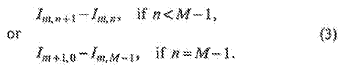 I_{m,n+1} − I_{m,n}, if n < M−1,
or (3)
I_{m+1,0} − I_{m,M−1}, if n = M−1.